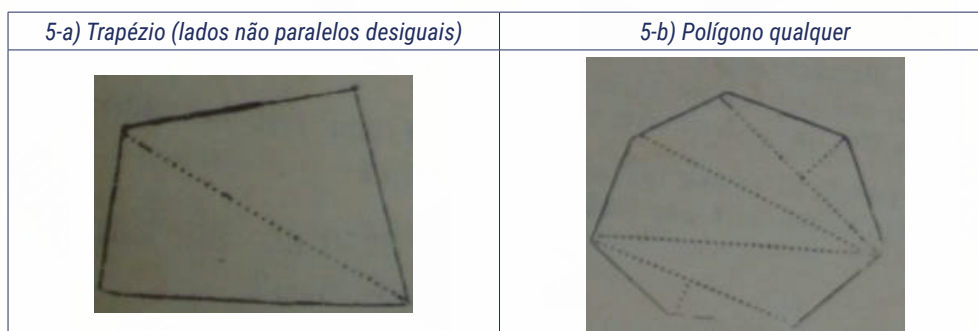 5-a) Trapézio (lados não paralelos desiguais)
5-b) Polígono qualquer